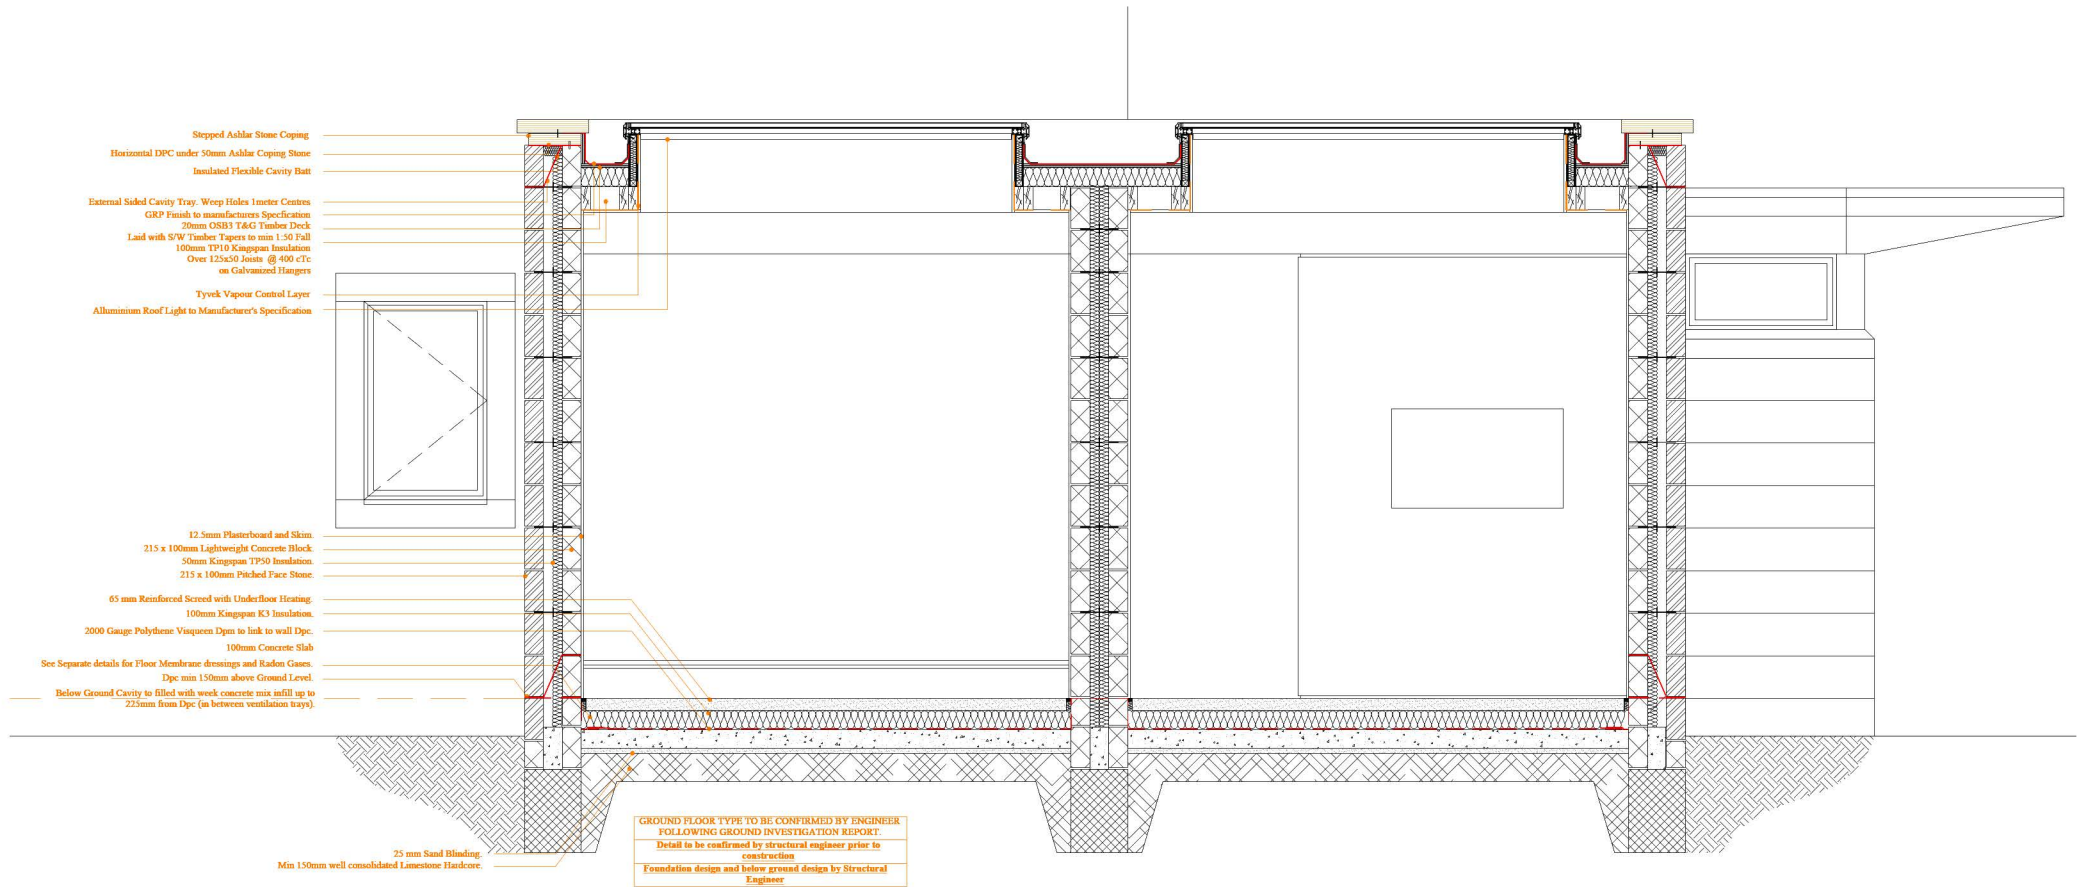 Stepped Ashlar Stone Coping
Horizontal DPC under 50mm Ashlar Coping Stone
Insulated Flexible Cavity Batt
External Sided Cavity Tray. Weep Holes 1meter Centres
GRP Finish to manufacturers Specfication
20mm OSB3 T&G Timber Deck
Laid with S/W Timber Tapers to min 1:50 Fall
100mm TP10 Kingspan Insulation
Over 125x50 Joists @ 400 cTc
on Galvanized Hangers
Tyvek Vapour Control Layer
Alluminium Roof Light to Manufacturer's Specification
12.5mm Plasterboard and Skim.
215 x 100mm Lightweight Concrete Block.
50mm Kingspan TP50 Insulation.
215 x 100mm Pitched Face Stone.
65 mm Reinforced Screed with Underfloor Heating.
100mm Kingspan K3 Insulation.
2000 Gauge Polythene Visqueen Dpm to link to wall Dpc.
100mm Concrete Slab
See Separate details for Floor Membrane dressings and Radon Gases.
Dpc min 150mm above Ground Level.
Below Ground Cavity to filled with week concrete mix infill up to
225mm from Dpc (in between ventilation trays).
25 mm Sand Blinding.
Min 150mm well consolidated Limestone Hardcore.
GROUND FLOOR TYPE TO BE CONFIRMED BY ENGINEER
FOLLOWING GROUND INVESTIGATION REPORT.
Detail to be confirmed by structural engineer prior to
construction
Foundation design and below ground design by Structural
Engineer